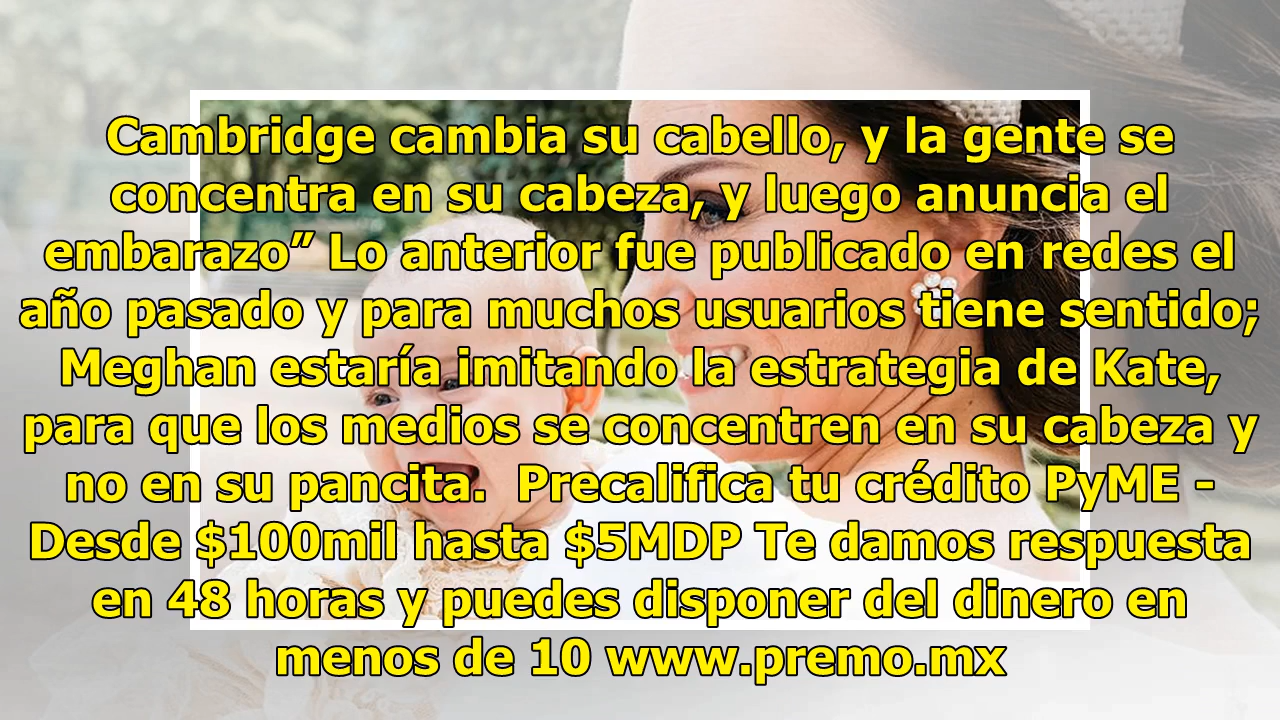 Cambridge cambia su cabello, y la gente se
concentra en su cabeza, y luego anuncia el
embarazo” Lo anterior fue publicado en redes el
año pasado y para muchos usuarios tiene sentido;
Meghan estaría imitando la estrategia de Kate,
para que los medios se concentren en su cabeza y
no en su pancita.  Precalifica tu crédito PyME -
Desde $100mil hasta $5MDP Te damos respuesta
en 48 horas y puedes disponer del dinero en
menos de 10 www.premo.mx